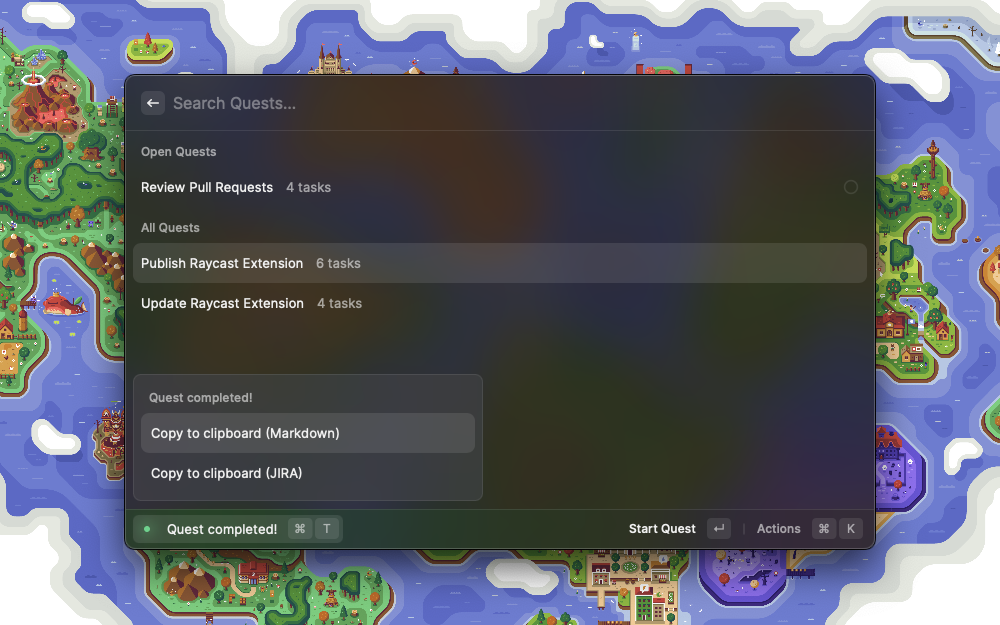 Search Quests...
Open Quests
Review Pull Requests 4 tasks
All Quests
Publish Raycast Extension 6 tasks
Update Raycast Extension 4 tasks
Quest completed!
Copy to clipboard (Markdown)
Copy to clipboard (JIRA)
Quest completed! ⌘ T Start Quest ↵ Actions ⌘ K